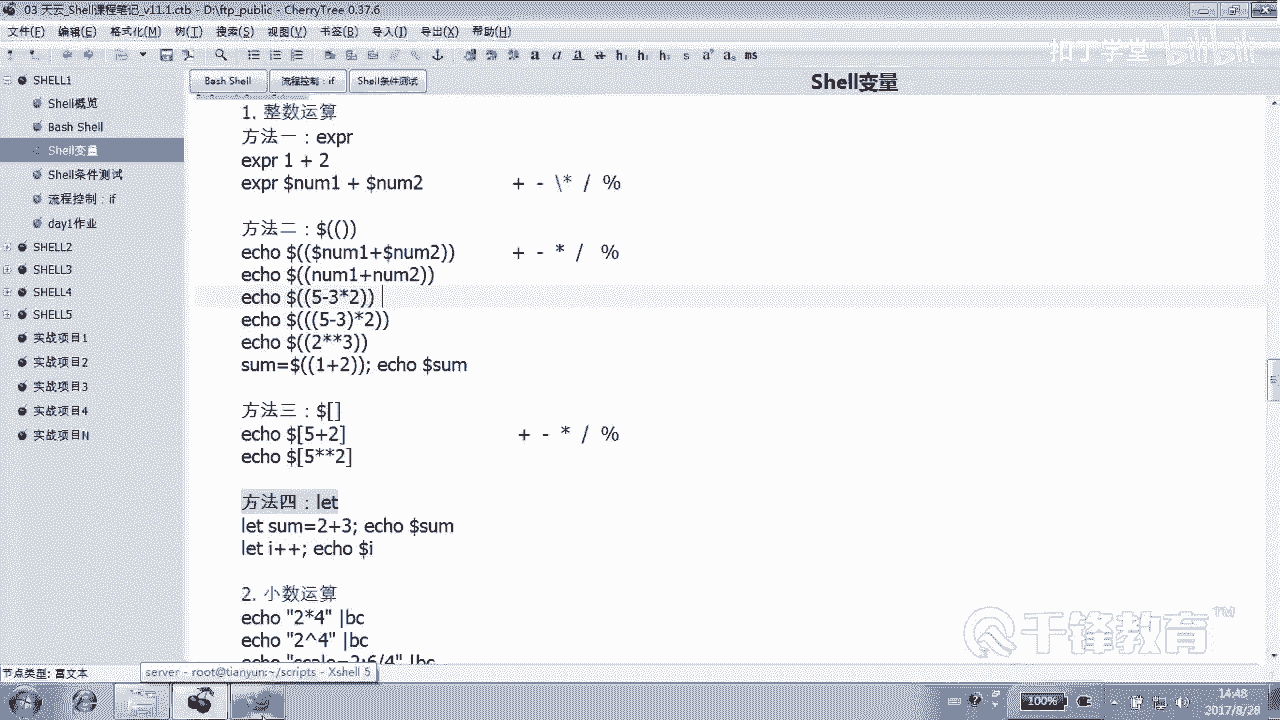 03 天云_Shell课程笔记_v11.1.ctb - D:\ftp_public - CherryTree 0.37.6
文件(F) 编辑(E) 格式化(M) 树(T) 搜索(S) 视图(V) 书签(B) 导入(I) 导出(X) 帮助(H)
扣丁学堂 bilibili
SHELL1
Shell概览
Bash Shell
Shell变量
Shell条件测试
流程控制：if
day1作业
SHELL2
SHELL3
SHELL4
SHELL5
实战项目1
实战项目2
实战项目3
实战项目4
实战项目N
Bash Shell 流程控制：if Shell条件测试 Shell变量
1. 整数运算
方法一：expr
expr 1 + 2
expr $num1 + $num2 + - \* / %
方法二：$(())
echo $(($num1+$num2)) + - * / %
echo $((num1+num2))
echo $((5-3*2))
echo $(((5-3)*2))
echo $((2**3))
sum=$((1+2)); echo $sum
方法三：$[]
echo $[5+2] + - * / %
echo $[5**2]
方法四：let
let sum=2+3; echo $sum
let i++; echo $i
2. 小数运算
echo "2*4" |bc
echo "2^4" |bc
echo "scale=2;6/4" |bc
千锋教育™
节点类型: 富文本
server - root@tianyun:~/scripts - Xshell 5
100%
14:48
2017/8/28